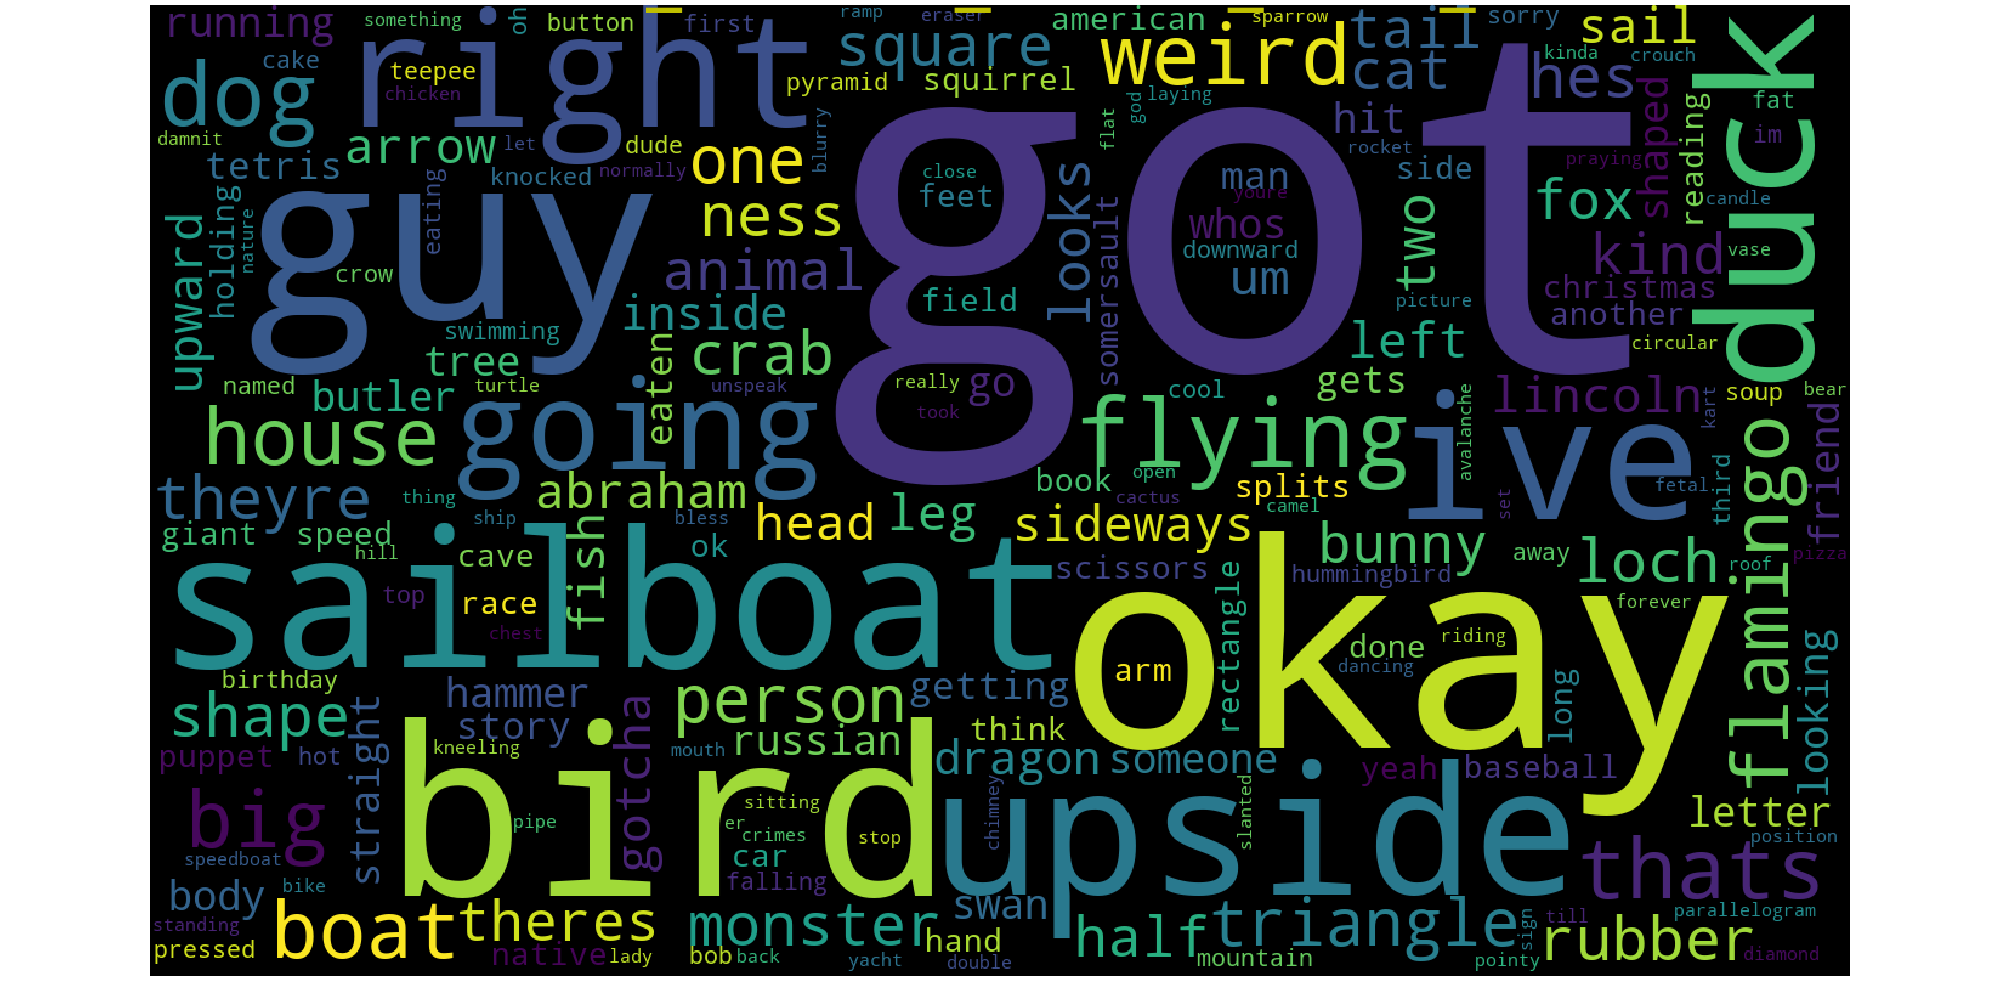 running
something
oh
button
first
ramp
eraser
american
sparrow
tail
sorry
sail
right
square
weird
kinda
crouch
duck
dog
cake
teepee
chicken
pyramid
squirrel
cat
hes
god
laying
flat
fat
damnit
arrow
let
dude
one
blurry
hit
rocket
im
tetris
knocked
normally
close
got
man
side
praying
shaped
reading
guy
eating
holding
nature
upward
ness
feet
looks
youre
whos
two
fox
candle
crow
animal
downward
um
kind
vase
swimming
inside
field
somersault
picture
christmas
another
tree
crab
left
circular
named
butler
turtle
eaten
unspeak
really
go
took
cool
gets
avalanche
lincoln
kart
soup
bear
house
going
flying
ive
flamingo
friend
theyre
thing
abraham
book
open
cactus
splits
set
fetal
third
giant
speed
hill
ship
fish
bless
head
leg
sideways
camel
bunny
away
loch
roof
pizza
sailboat
cave
ok
scissors
rectangle
hummingbird
top
race
chest
okay
forever
birthday
hammer
person
getting
arm
done
riding
dancing
long
looking
shape
straight
story
gotcha
russian
think
puppet
hot
kneeling
mouth
dragon
someone
yeah
baseball
big
bird
pipe
sitting
er
crimes
stop
chimney
upside
slanted
letter
position
speedboat
car
thats
body
bike
falling
swan
standing
boat
theres
monster
half
triangle
sign
till
parallelogram
rubber
pressed
native
lady
bob
back
yacht
hand
double
mountain
pointy
diamond